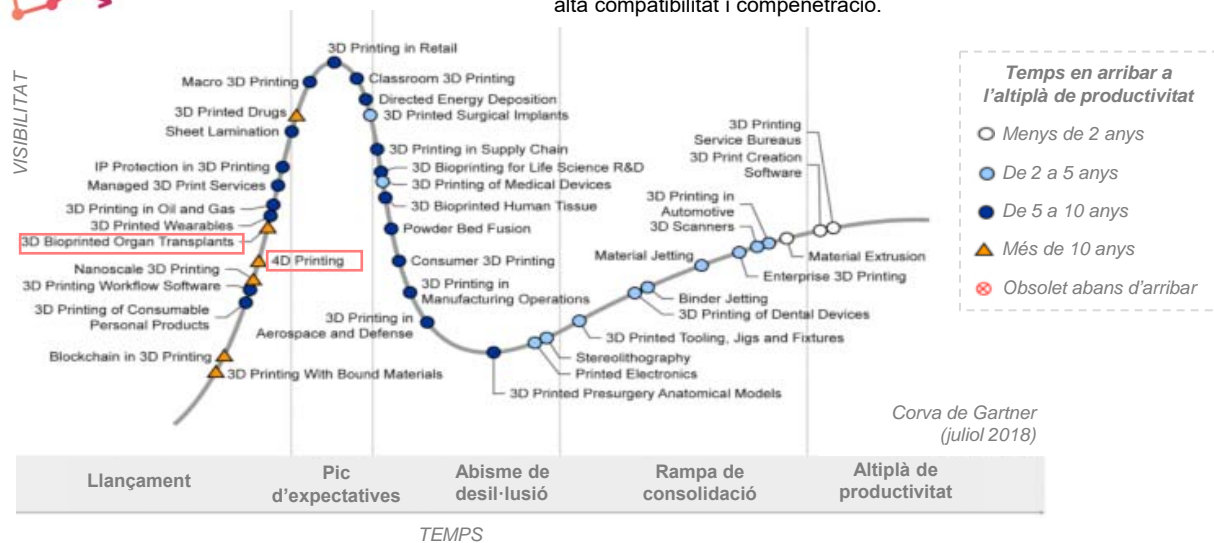 alta compatibilitat i compenetració.
VISIBILITAT
3D Printing in Retail
Macro 3D Printing
Classroom 3D Printing
Directed Energy Deposition
3D Printed Drugs
3D Printed Surgical Implants
Sheet Lamination
3D Printing in Supply Chain
IP Protection in 3D Printing
3D Bioprinting for Life Science R&D
Managed 3D Print Services
3D Printing of Medical Devices
3D Printing in Oil and Gas
3D Bioprinted Human Tissue
3D Printed Wearables
Powder Bed Fusion
3D Bioprinted Organ Transplants
4D Printing
Consumer 3D Printing
Nanoscale 3D Printing
3D Printing Workflow Software
3D Printing in
Manufacturing Operations
3D Printing of Consumable
Personal Products
3D Printing in
Aerospace and Defense
Blockchain in 3D Printing
3D Printing With Bound Materials
3D Printed Presurgery Anatomical Models
Printed Electronics
Stereolithography
3D Printed Tooling, Jigs and Fixtures
3D Printing of Dental Devices
Binder Jetting
Material Jetting
Enterprise 3D Printing
3D Scanners
3D Printing in
Automotive
Material Extrusion
3D Print Creation
Software
3D Printing
Service Bureaus
Temps en arribar a
l’altiplà de productivitat
Menys de 2 anys
De 2 a 5 anys
De 5 a 10 anys
Més de 10 anys
Obsolet abans d’arribar
Corva de Gartner
(juliol 2018)
Llançament
Pic
d’expectatives
Abisme de
desil·lusió
Rampa de
consolidació
Altiplà de
productivitat
TEMPS